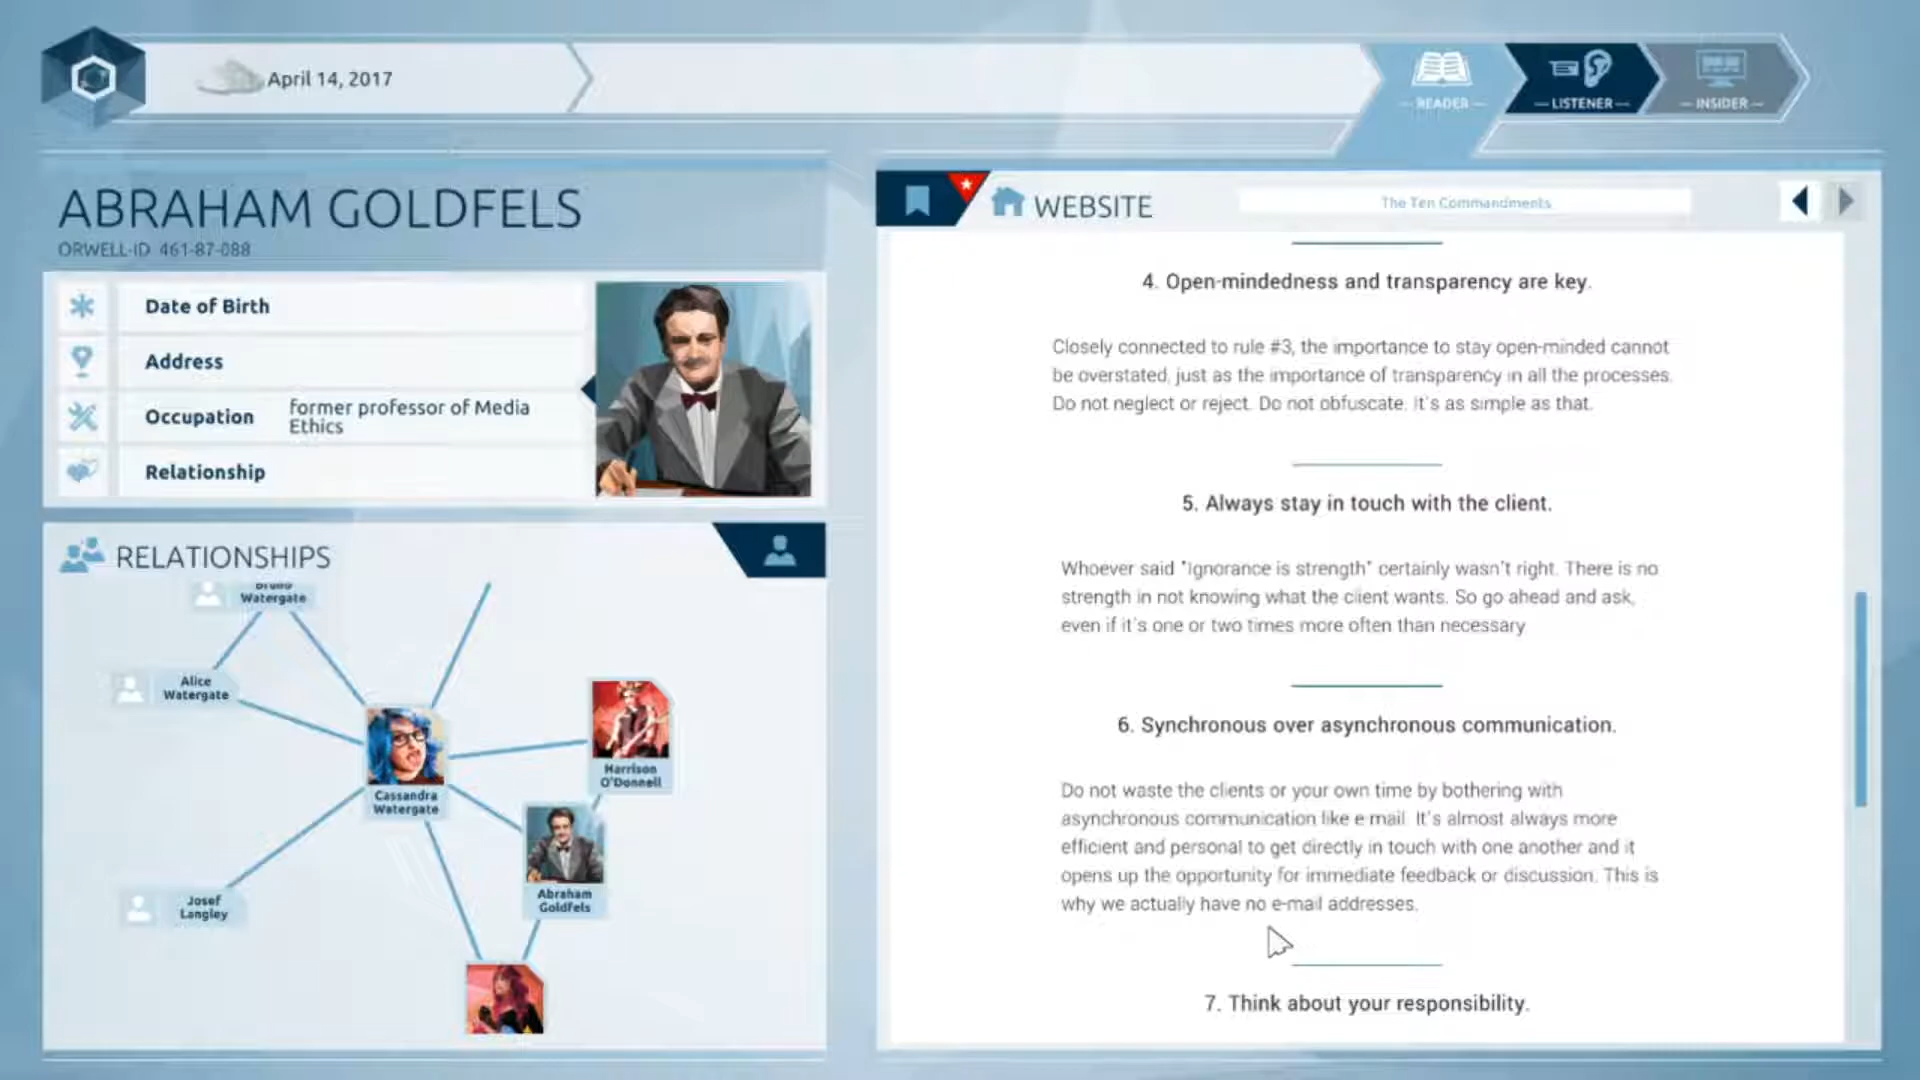 April 14, 2017
READER
LISTENER
INSIDER
ABRAHAM GOLDFELS
ORWELL-ID 461-87-088
Date of Birth
Address
Occupation
former professor of Media
Ethics
Relationship
RELATIONSHIPS
Watergate
Alice
Watergate
Cassandra
Watergate
Harrison
O'Donnell
Abraham
Goldfels
Josef
Langley
WEBSITE
The Ten Commandments
4. Open-mindedness and transparency are key.
Closely connected to rule #3, the importance to stay open-minded cannot
be overstated, just as the importance of transparency in all the processes.
Do not neglect or reject. Do not obfuscate. It's as simple as that.
5. Always stay in touch with the client.
Whoever said "Ignorance is strength" certainly wasn't right. There is no
strength in not knowing what the client wants. So go ahead and ask,
even if it's one or two times more often than necessary
6. Synchronous over asynchronous communication.
Do not waste the clients or your own time by bothering with
asynchronous communication like e mail. It's almost always more
efficient and personal to get directly in touch with one another and it
opens up the opportunity for immediate feedback or discussion. This is
why we actually have no e-mail addresses.
7. Think about your responsibility.